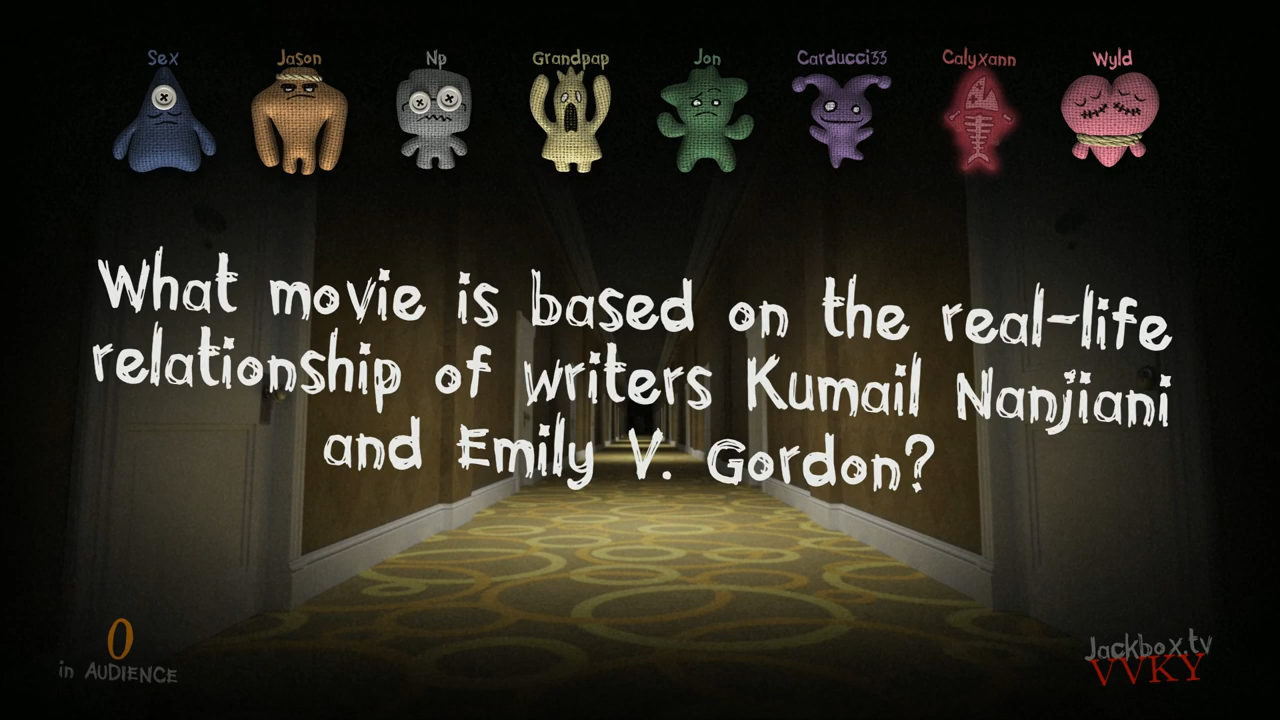 Sex
Jason
Np
Grandpap
Jon
Carducci33
Calyxann
Wyld
What movie is based on the real-life
relationship of writers Kumail Nanjiani
and Emily V. Gordon?
0
in AUDIENCE
Jackbox.tv
VVKY